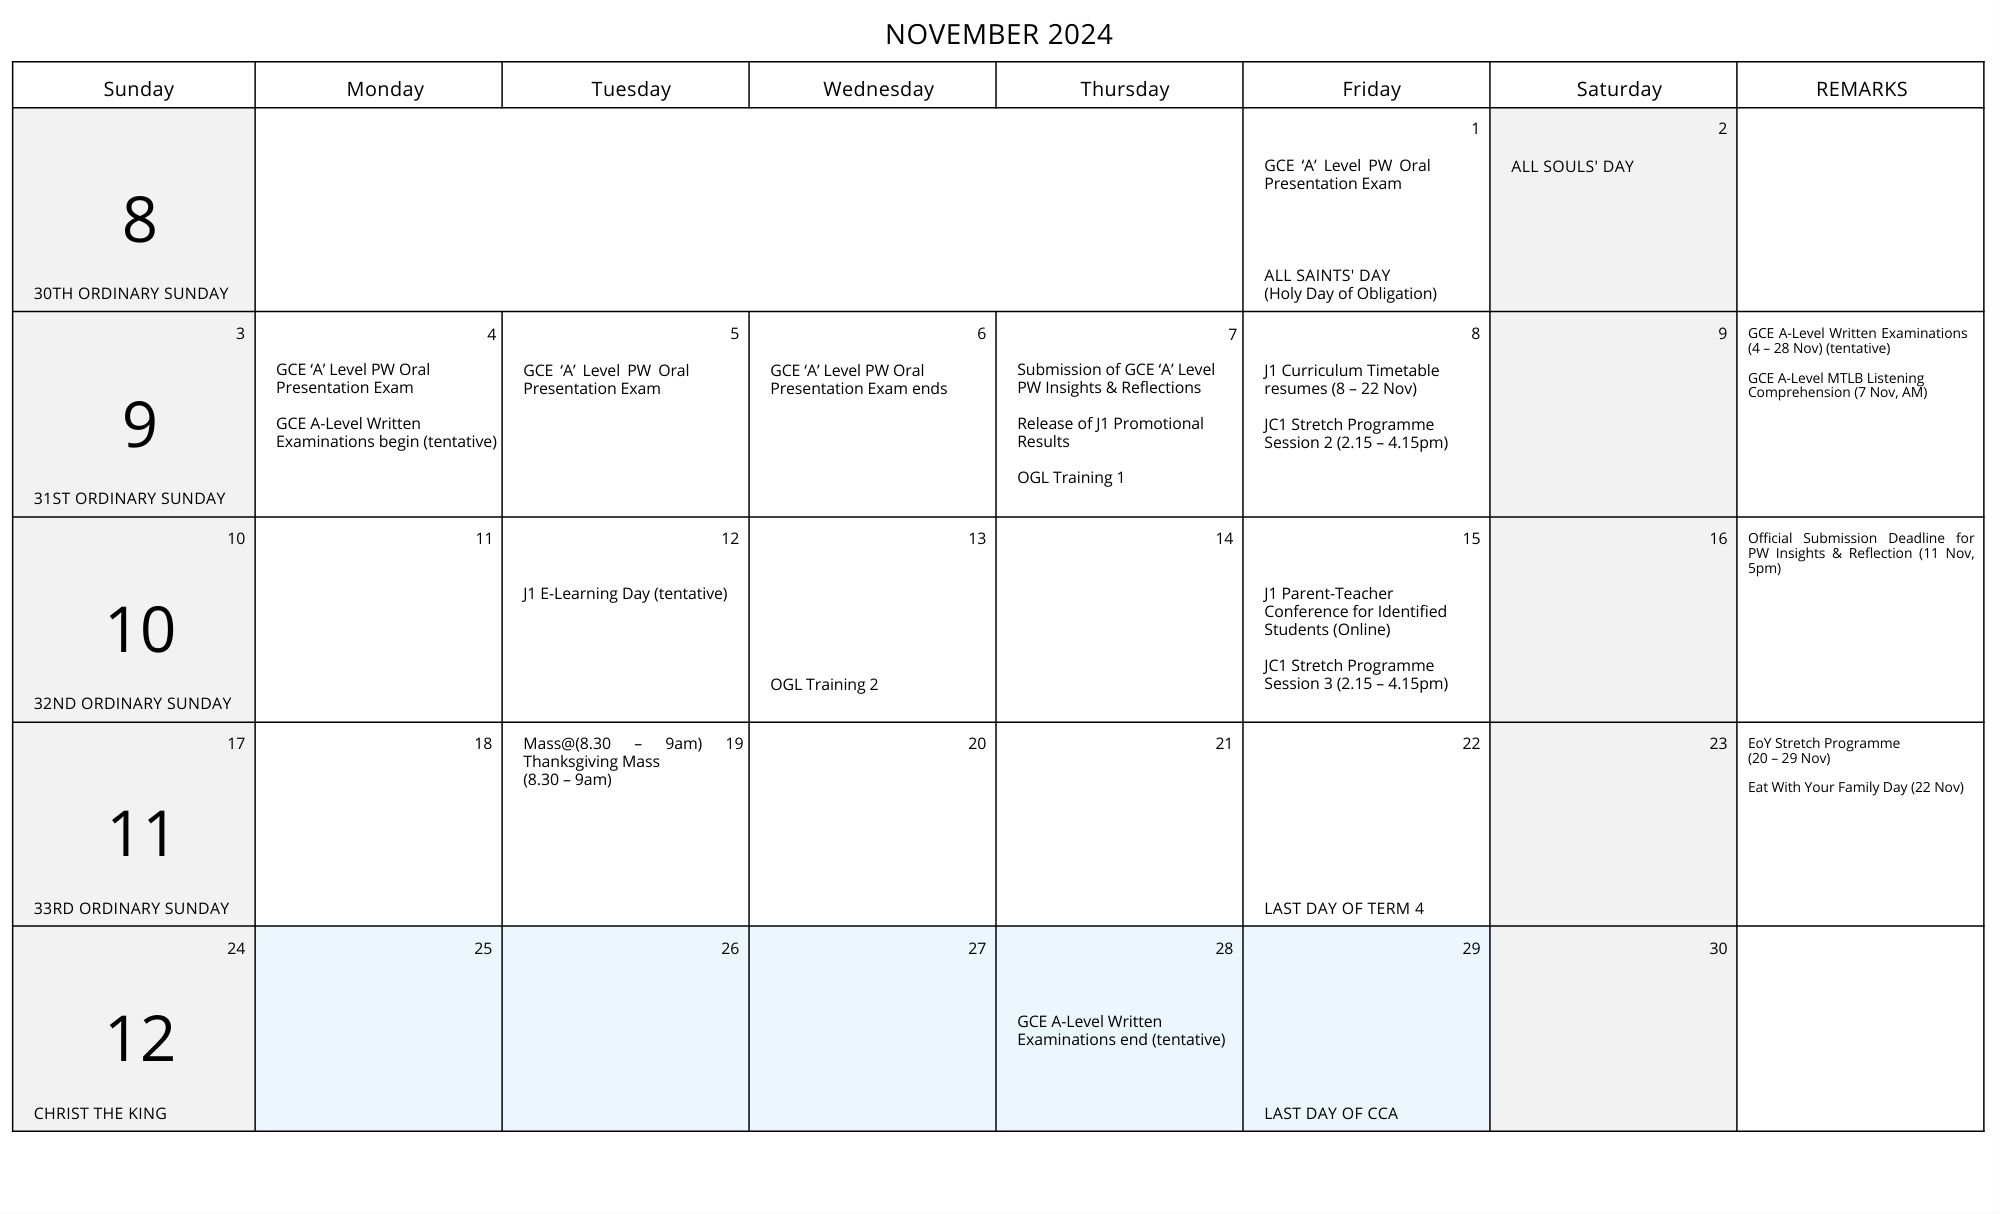 NOVEMBER 2024
Sunday Monday Tuesday Wednesday Thursday Friday Saturday REMARKS
8
30TH ORDINARY SUNDAY
1
GCE ‘A’ Level PW Oral
Presentation Exam
ALL SAINTS' DAY
(Holy Day of Obligation)
2
ALL SOULS' DAY
3
9
31ST ORDINARY SUNDAY
4
GCE ‘A’ Level PW Oral
Presentation Exam
GCE A-Level Written
Examinations begin (tentative)
5
GCE ‘A’ Level PW Oral
Presentation Exam
6
GCE ‘A’ Level PW Oral
Presentation Exam ends
7
Submission of GCE ‘A’ Level
PW Insights & Reflections
Release of J1 Promotional
Results
OGL Training 1
8
J1 Curriculum Timetable
resumes (8 – 22 Nov)
JC1 Stretch Programme
Session 2 (2.15 – 4.15pm)
9
GCE A-Level Written Examinations
(4 – 28 Nov) (tentative)
GCE A-Level MTLB Listening
Comprehension (7 Nov, AM)
10
10
32ND ORDINARY SUNDAY
11
12
J1 E-Learning Day (tentative)
13
OGL Training 2
14
15
J1 Parent-Teacher
Conference for Identified
Students (Online)
JC1 Stretch Programme
Session 3 (2.15 – 4.15pm)
16
Official Submission Deadline for
PW Insights & Reflection (11 Nov,
5pm)
17
11
33RD ORDINARY SUNDAY
18
Mass@(8.30 – 9am) 19
Thanksgiving Mass
(8.30 – 9am)
20
21
22
LAST DAY OF TERM 4
23
EoY Stretch Programme
(20 – 29 Nov)
Eat With Your Family Day (22 Nov)
24
12
CHRIST THE KING
25
26
27
28
GCE A-Level Written
Examinations end (tentative)
29
LAST DAY OF CCA
30